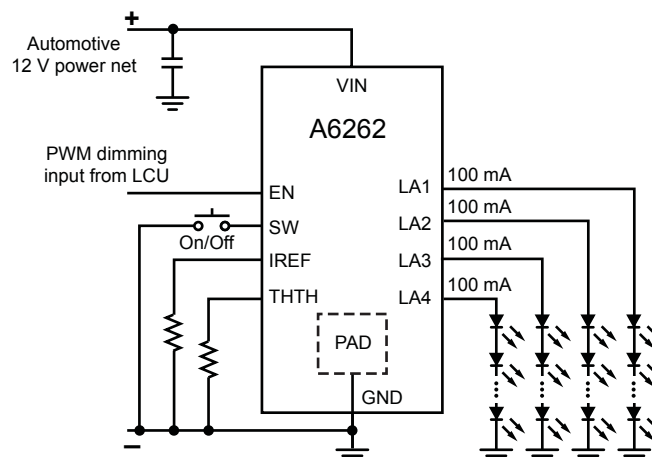 +
Automotive
12 V power net
VIN
A6262
PWM dimming
input from LCU
EN
SW
On/Off
IREF
THTH
LA1
100 mA
LA2
100 mA
LA3
100 mA
LA4
100 mA
PAD
GND
–